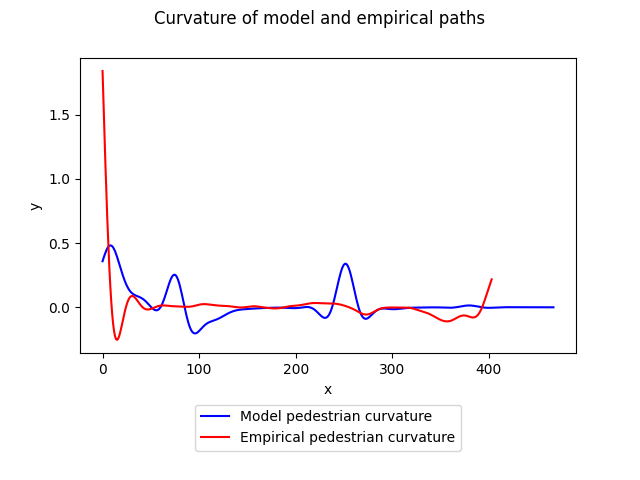 Curvature of model and empirical paths
y
1.5
1.0
0.5
0.0
0 100 200 300 400
x
Model pedestrian curvature
Empirical pedestrian curvature